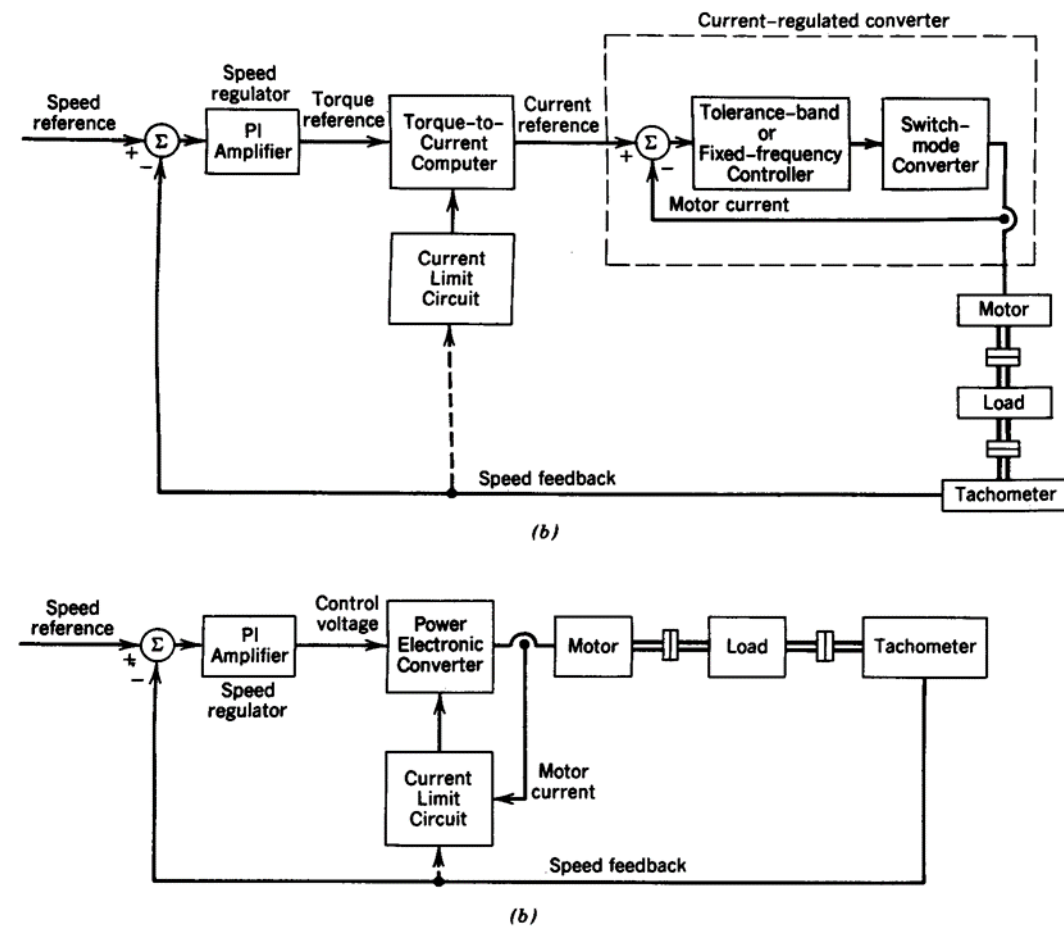 Current-regulated converter
Speed
reference
+
−
Σ
Speed
regulator
PI
Amplifier
Torque
reference
Torque-to-
Current
Computer
Current
reference
+
−
Σ
Tolerance-band
or
Fixed-frequency
Controller
Switch-
mode
Converter
Motor current
Current
Limit
Circuit
Motor
Load
Speed feedback
Tachometer
(b)
Speed
reference
+
−
Σ
PI
Amplifier
Speed
regulator
Control
voltage
Power
Electronic
Converter
Motor
Load
Tachometer
Current
Limit
Circuit
Motor
current
Speed feedback
(b)